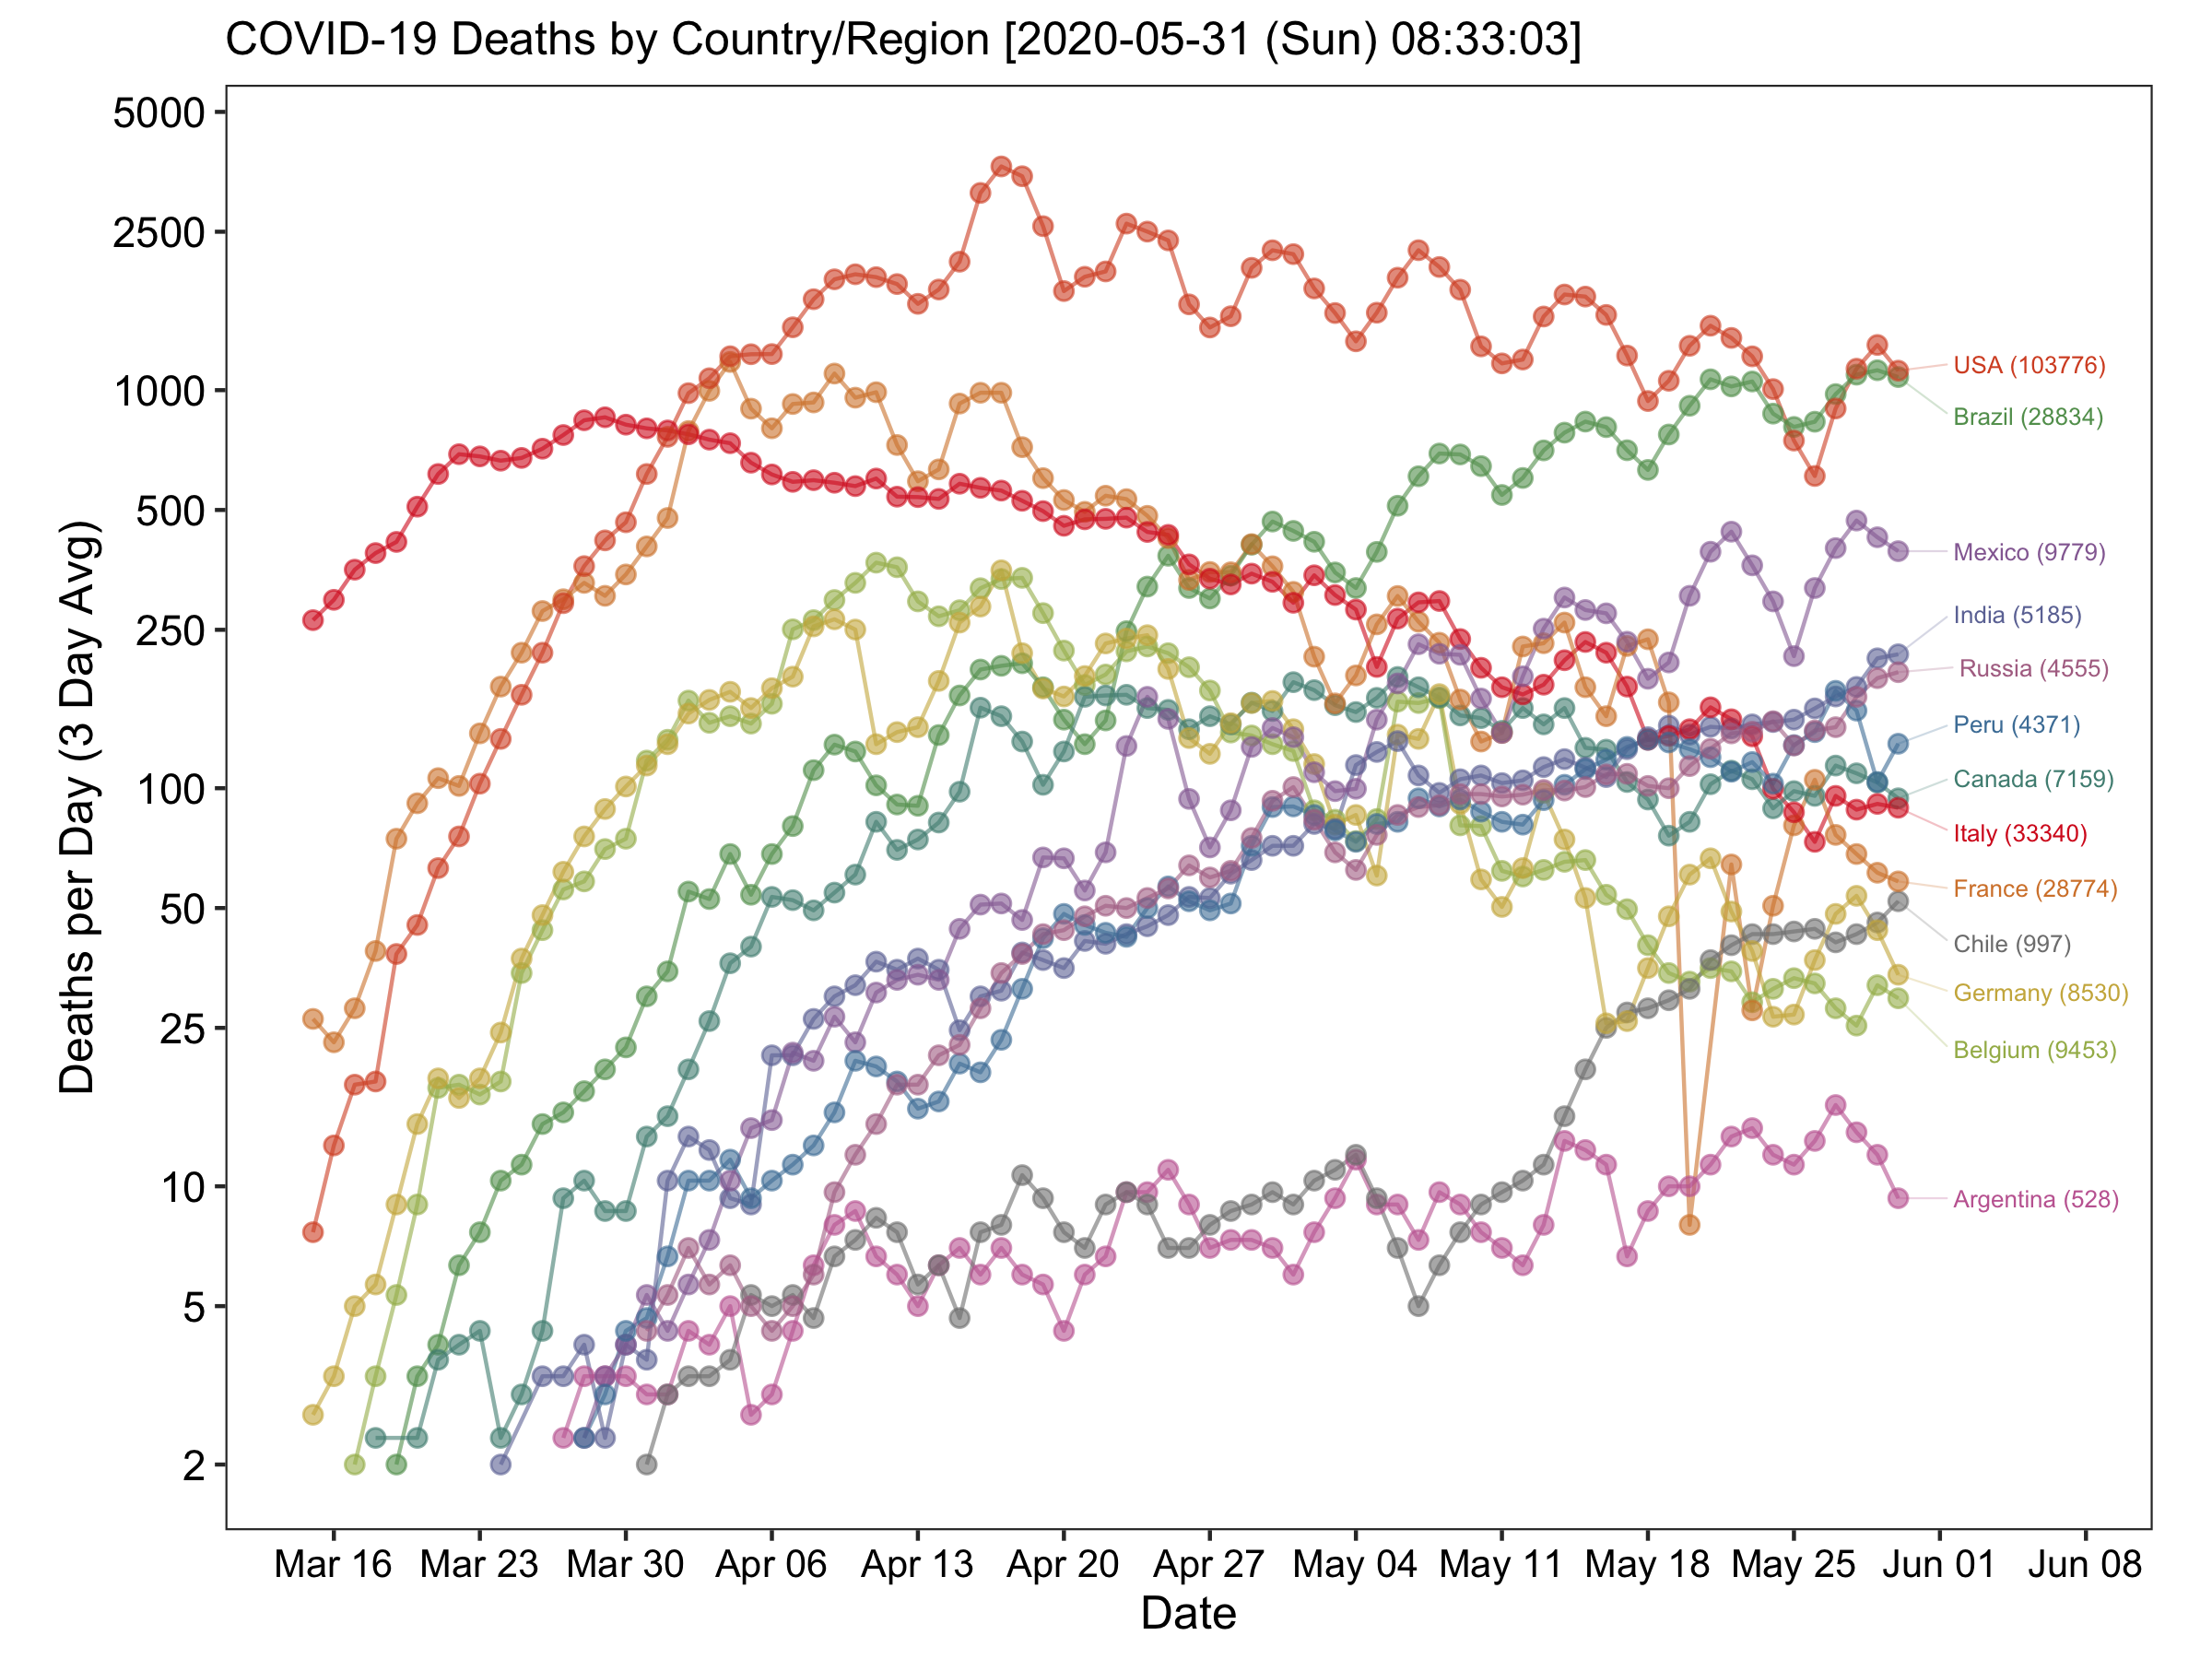 COVID-19 Deaths by Country/Region [2020-05-31 (Sun) 08:33:03]
5000
2500
1000
500
250
100
50
25
10
5
2
Deaths per Day (3 Day Avg)
USA (103776)
Brazil (28834)
Mexico (9779)
India (5185)
Russia (4555)
Peru (4371)
Canada (7159)
Italy (33340)
France (28774)
Chile (997)
Germany (8530)
Belgium (9453)
Argentina (528)
Mar 16 Mar 23 Mar 30 Apr 06 Apr 13 Apr 20 Apr 27 May 04 May 11 May 18 May 25 Jun 01 Jun 08
Date